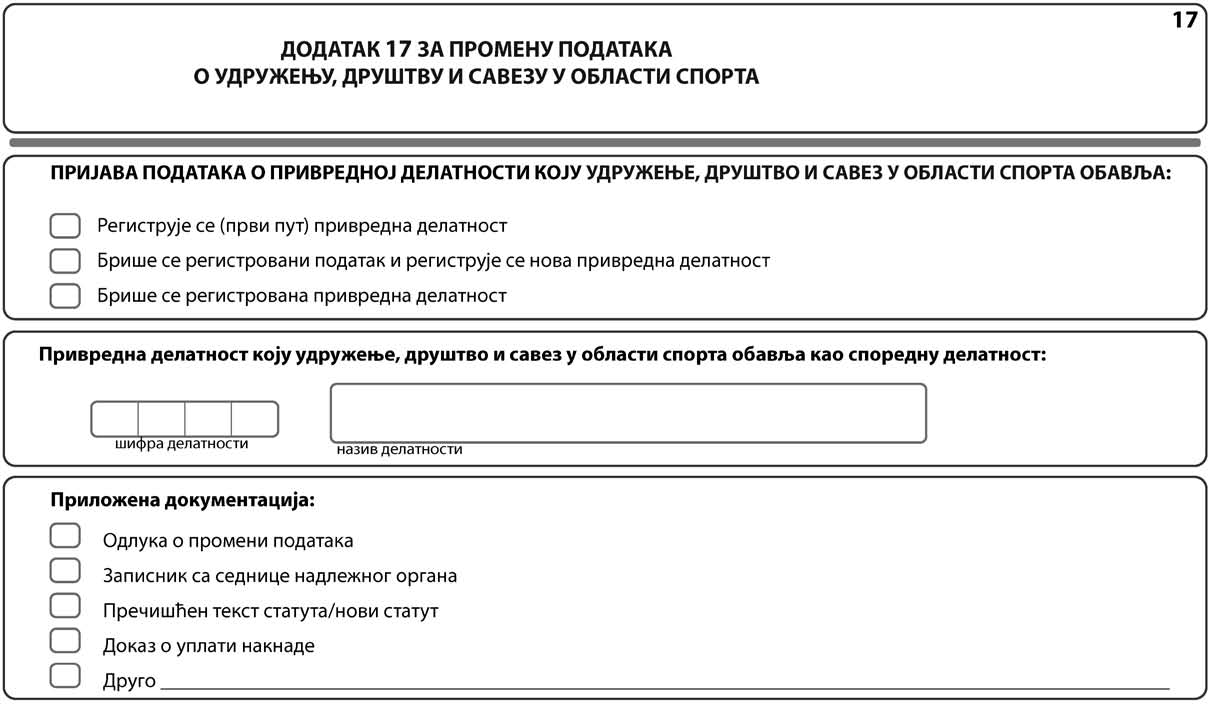 17
ДОДАТАК 17 ЗА ПРОМЕНУ ПОДАТАКА
О УДРУЖЕЊУ, ДРУШТВУ И САВЕЗУ У ОБЛАСТИ СПОРТА
ПРИЈАВА ПОДАТАКА О ПРИВРЕДНОЈ ДЕЛАТНОСТИ КОЈУ УДРУЖЕЊЕ, ДРУШТВО И САВЕЗ У ОБЛАСТИ СПОРТА ОБАВЉА:
Региструје се (први пут) привредна делатност
Брише се регистровани податак и региструје се нова привредна делатност
Брише се регистрована привредна делатност
Привредна делатност коју удружење, друштво и савез у области спорта обавља као споредну делатност:
шифра делатности
назив делатности
Приложена документација:
Одлука о промени података
Записник са седнице надлежног органа
Пречишћен текст статута/нови статут
Доказ о уплати накнаде
Друго